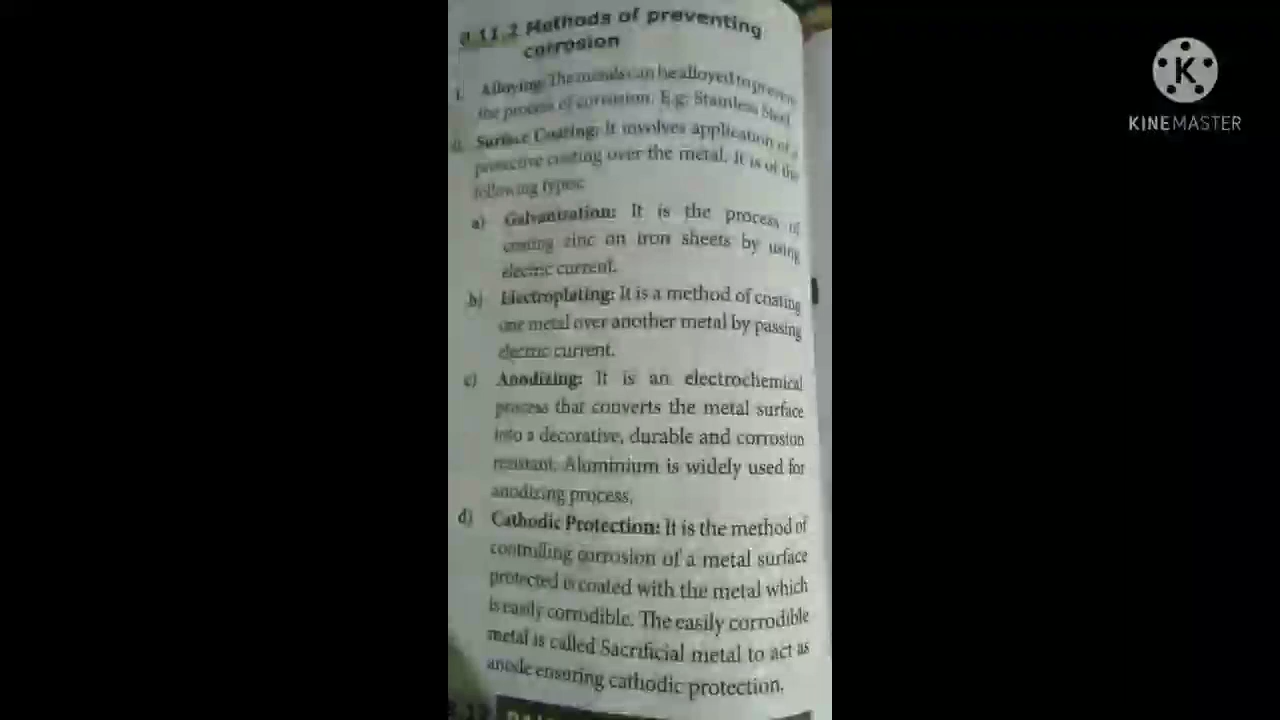 8.11.2 Methods of preventing
corrosion
i. Alloying: The metals can be alloyed to prevent
the process of corrosion. E.g: Stainless Steel
ii. Surface Coating: It involves application of a
protective coating over the metal. It is of the
following types:
a) Galvanization: It is the process of
coating zinc on iron sheets by using
electric current.
b) Electroplating: It is a method of coating
one metal over another metal by passing
electric current.
c) Anodizing: It is an electrochemical
process that converts the metal surface
into a decorative, durable and corrosion
resistant. Aluminium is widely used for
anodizing process.
d) Cathodic Protection: It is the method of
controlling corrosion of a metal surface
protected is coated with the metal which
is easily corrodible. The easily corrodible
metal is called Sacrificial metal to act as
anode ensuring cathodic protection.
K
KINEMASTER